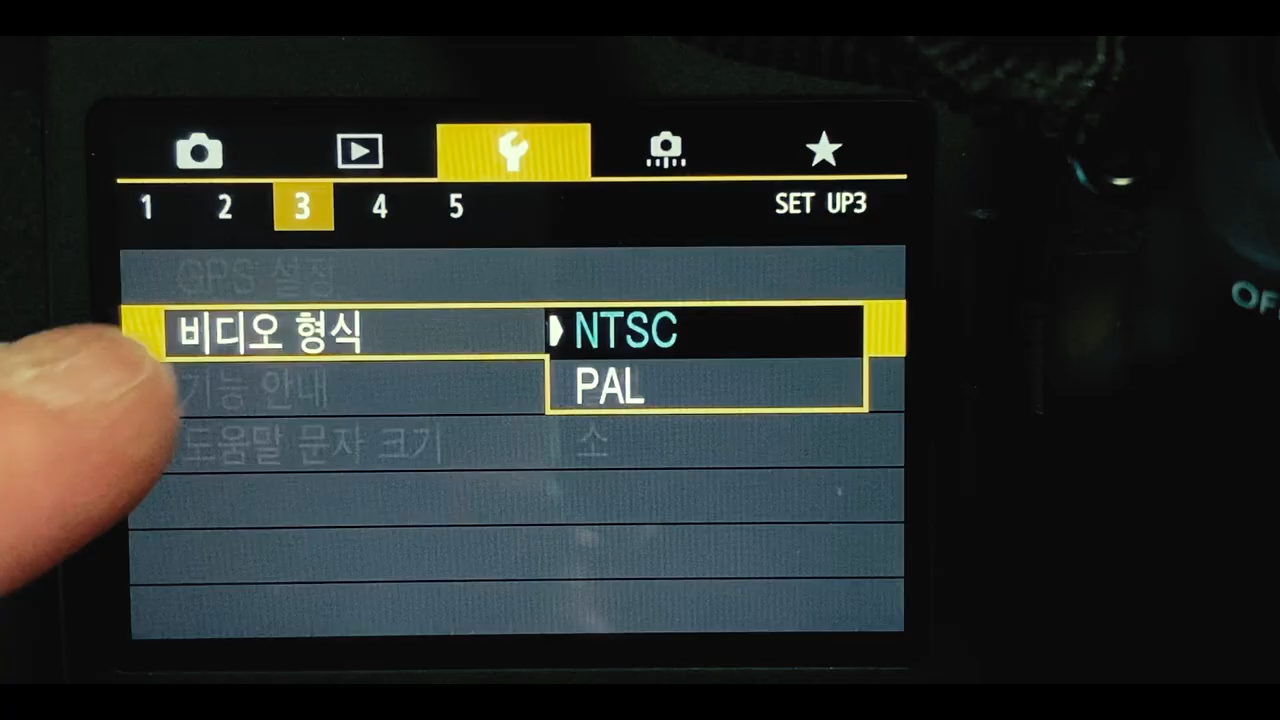 1 2 3 4 5 SET UP3
GPS 설정
비디오 형식 NTSC
PAL
기능 안내
도움말 문자 크기 소
OF